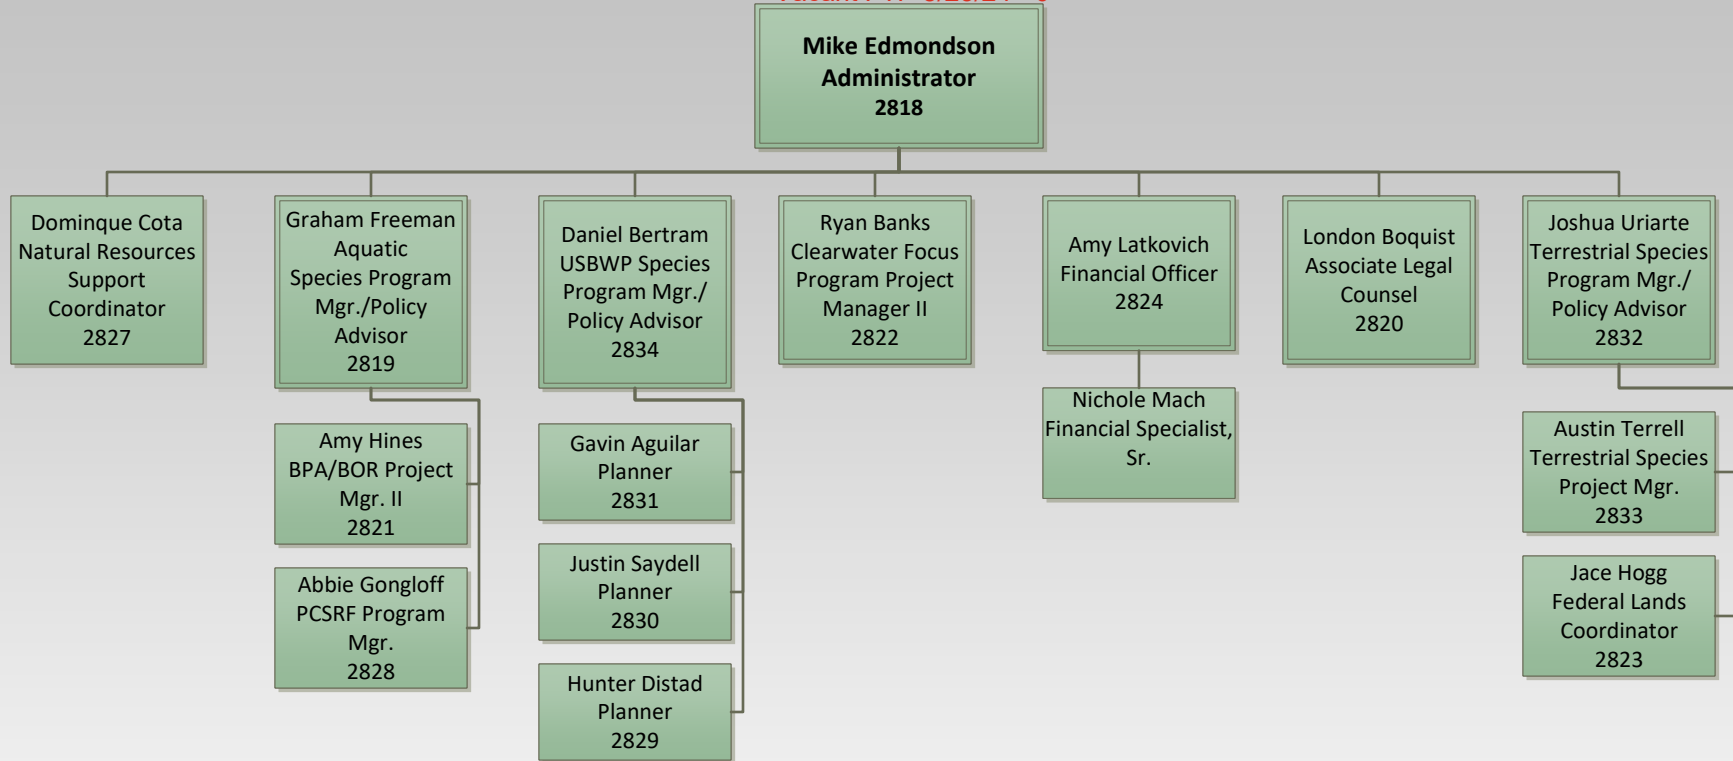 Mike Edmondson
Administrator
2818
Dominque Cota
Natural Resources
Support
Coordinator
2827
Graham Freeman
Aquatic
Species Program
Mgr./Policy
Advisor
2819
Daniel Bertram
USBWP Species
Program Mgr./
Policy Advisor
2834
Ryan Banks
Clearwater Focus
Program Project
Manager II
2822
Amy Latkovich
Financial Officer
2824
London Boquist
Associate Legal
Counsel
2820
Joshua Uriarte
Terrestrial Species
Program Mgr./
Policy Advisor
2832
Amy Hines
BPA/BOR Project
Mgr. II
2821
Abbie Gongloff
PCSRF Program
Mgr.
2828
Gavin Aguilar
Planner
2831
Justin Saydell
Planner
2830
Hunter Distad
Planner
2829
Nichole Mach
Financial Specialist,
Sr.
Austin Terrell
Terrestrial Species
Project Mgr.
2833
Jace Hogg
Federal Lands
Coordinator
2823